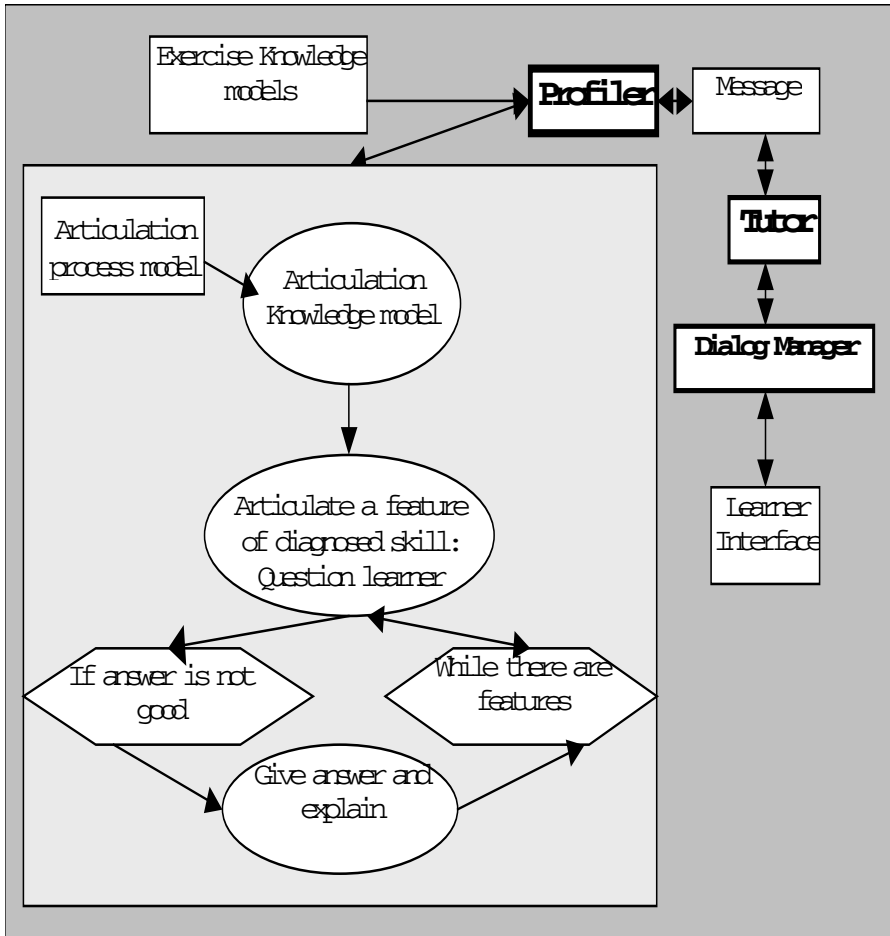 Exercise Knowledge
models
Profiler
Message
Tutor
Articulation
process model
Articulation
Knowledge model
Dialog Manager
Articulate a feature
of diagnosed skill:
Question learner
Learner
Interface
If answer is not
good
While there are
features
Give answer and
explain